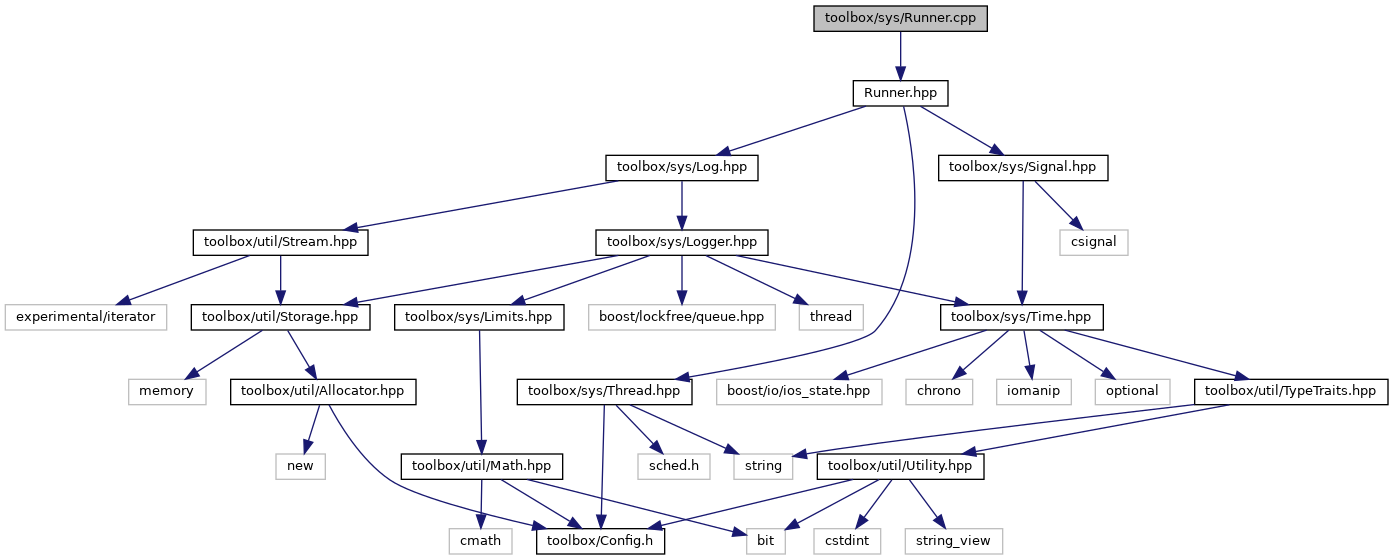 toolbox/sys/Runner.cpp
Runner.hpp
toolbox/sys/Log.hpp
toolbox/sys/Signal.hpp
toolbox/util/Stream.hpp
toolbox/sys/Logger.hpp
csignal
experimental/iterator
toolbox/util/Storage.hpp
toolbox/sys/Limits.hpp
boost/lockfree/queue.hpp
thread
toolbox/sys/Time.hpp
memory
toolbox/util/Allocator.hpp
toolbox/sys/Thread.hpp
boost/io/ios_state.hpp
chrono
iomanip
optional
toolbox/util/TypeTraits.hpp
new
toolbox/util/Math.hpp
sched.h
string
toolbox/util/Utility.hpp
cmath
toolbox/Config.h
bit
cstdint
string_view